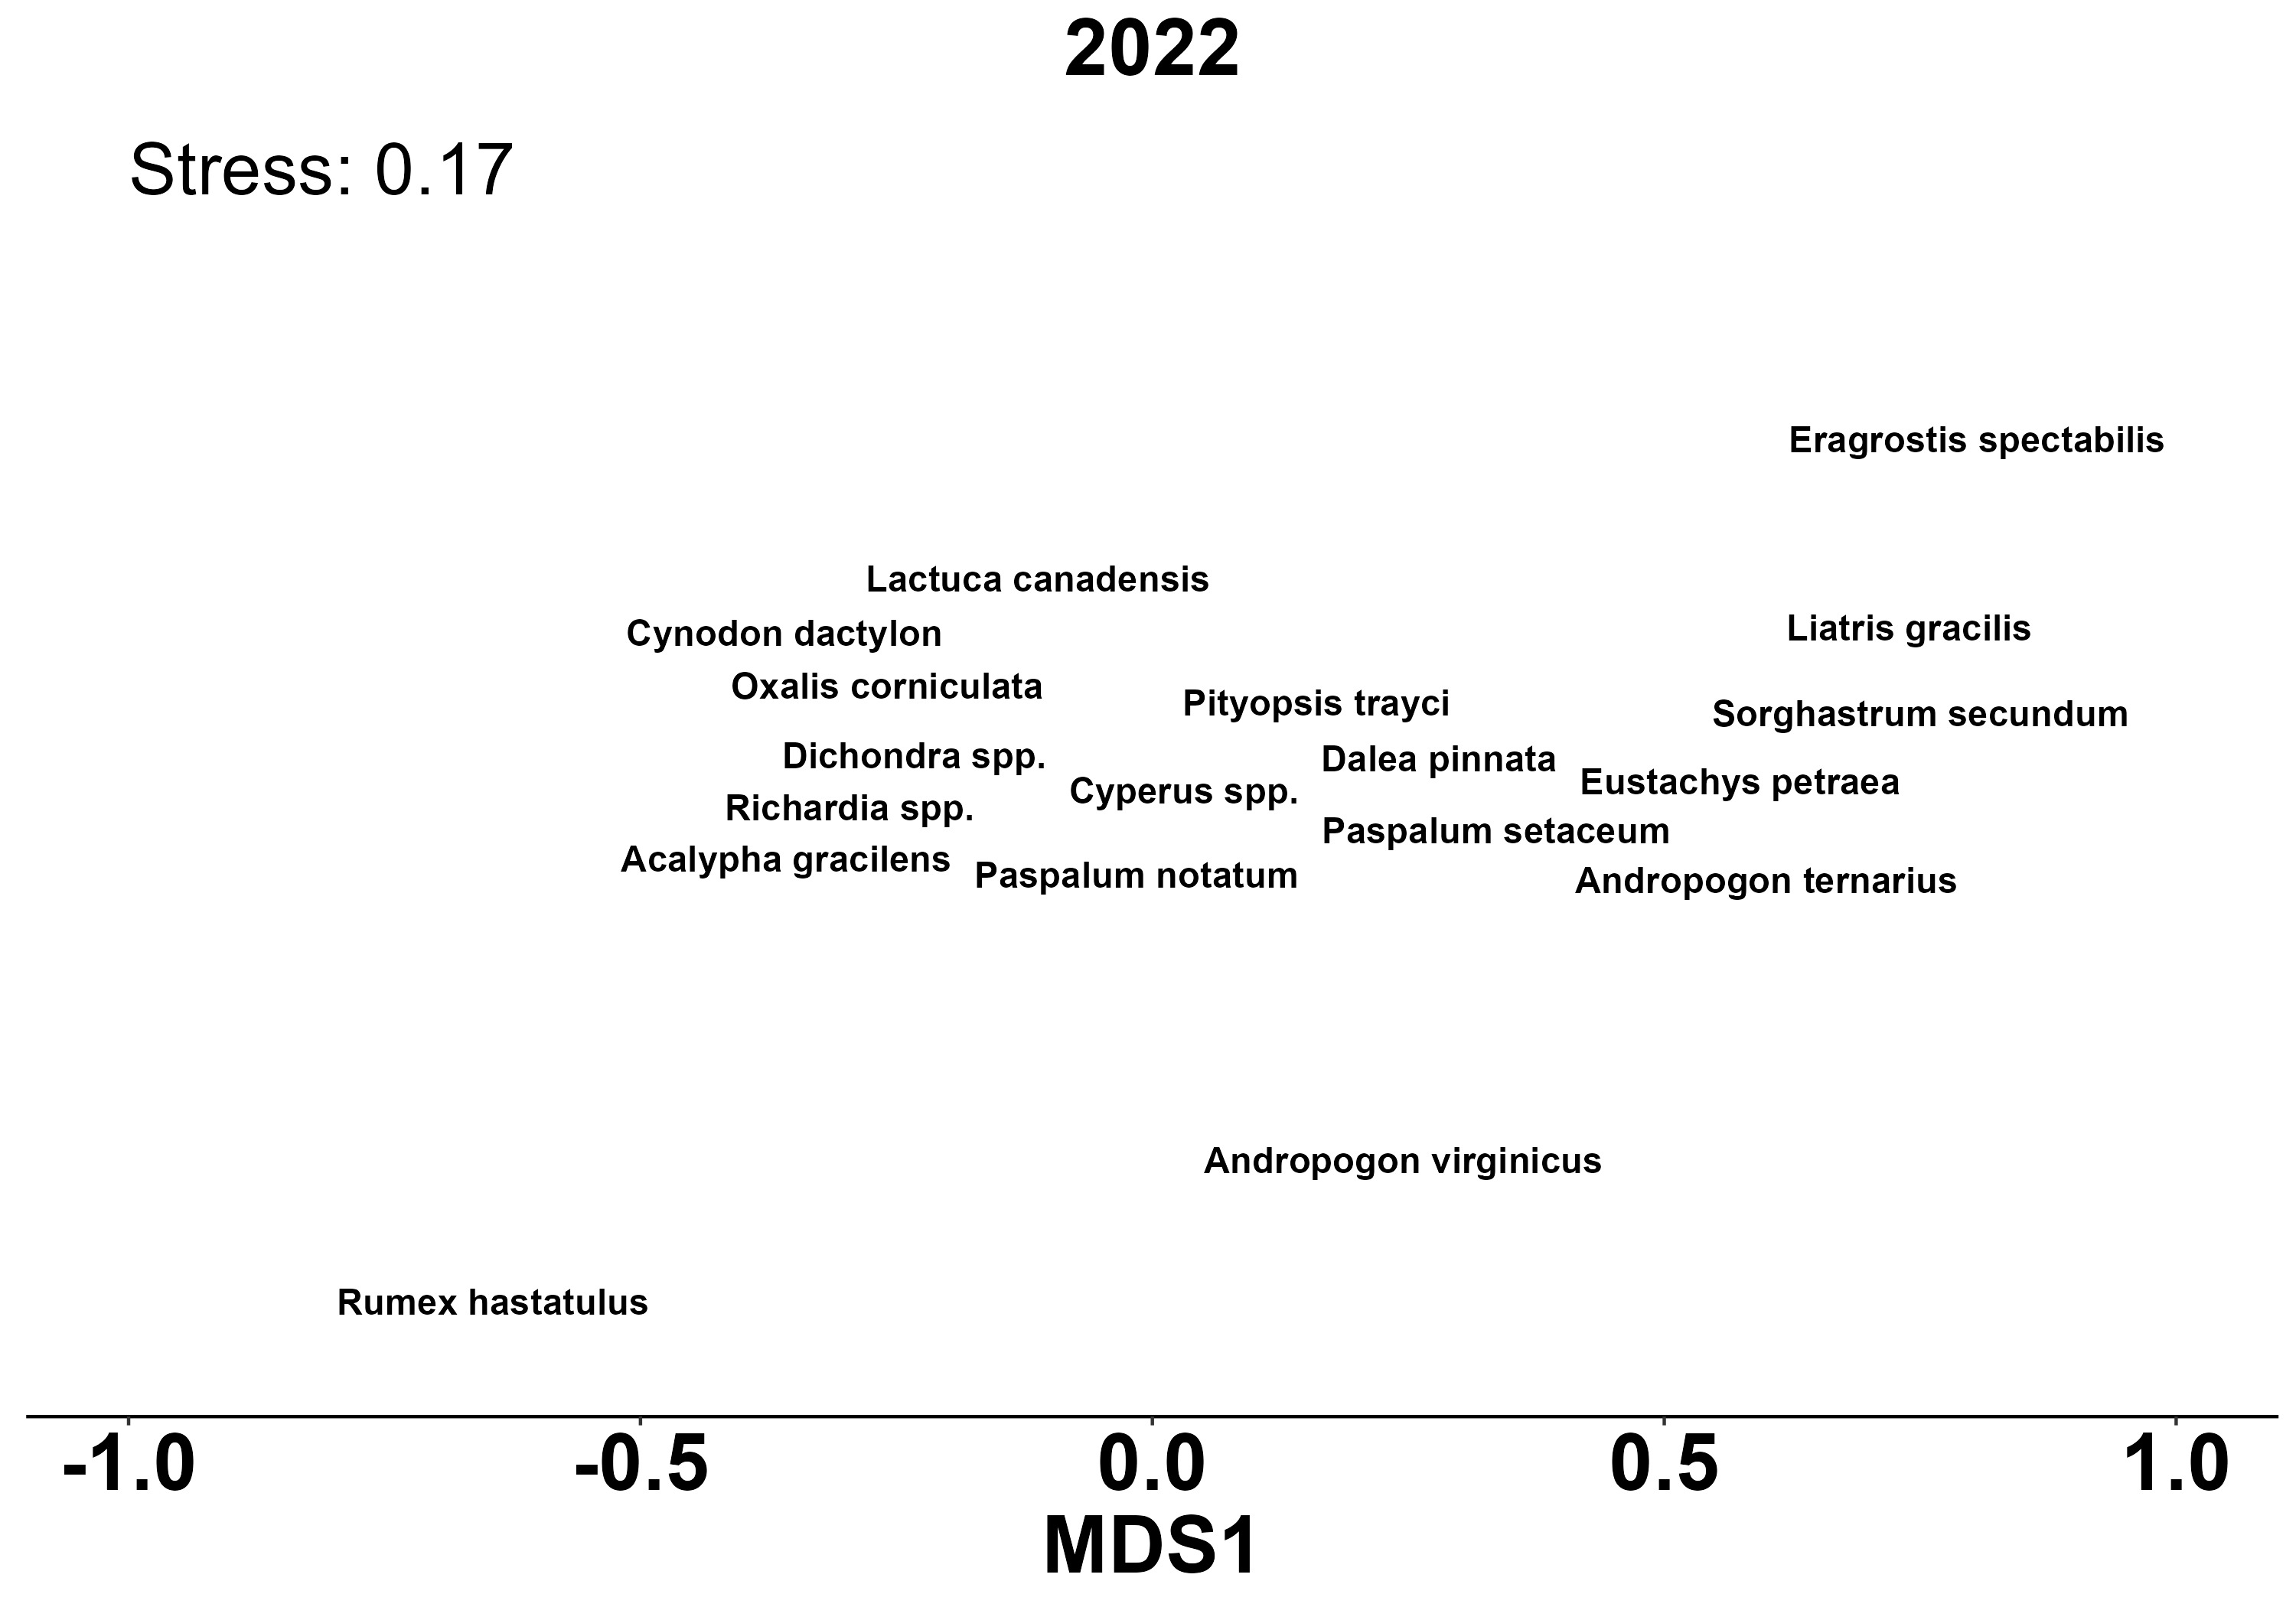 2022
Stress: 0.17
Eragrostis spectabilis
Lactuca canadensis
Liatris gracilis
Cynodon dactylon
Oxalis corniculata
Pityopsis trayci
Sorghastrum secundum
Dichondra spp.
Dalea pinnata
Eustachys petraea
Cyperus spp.
Richardia spp.
Paspalum setaceum
Acalypha gracilens
Paspalum notatum
Andropogon ternarius
Andropogon virginicus
Rumex hastatulus
-1.0 -0.5 0.0 0.5 1.0
MDS1